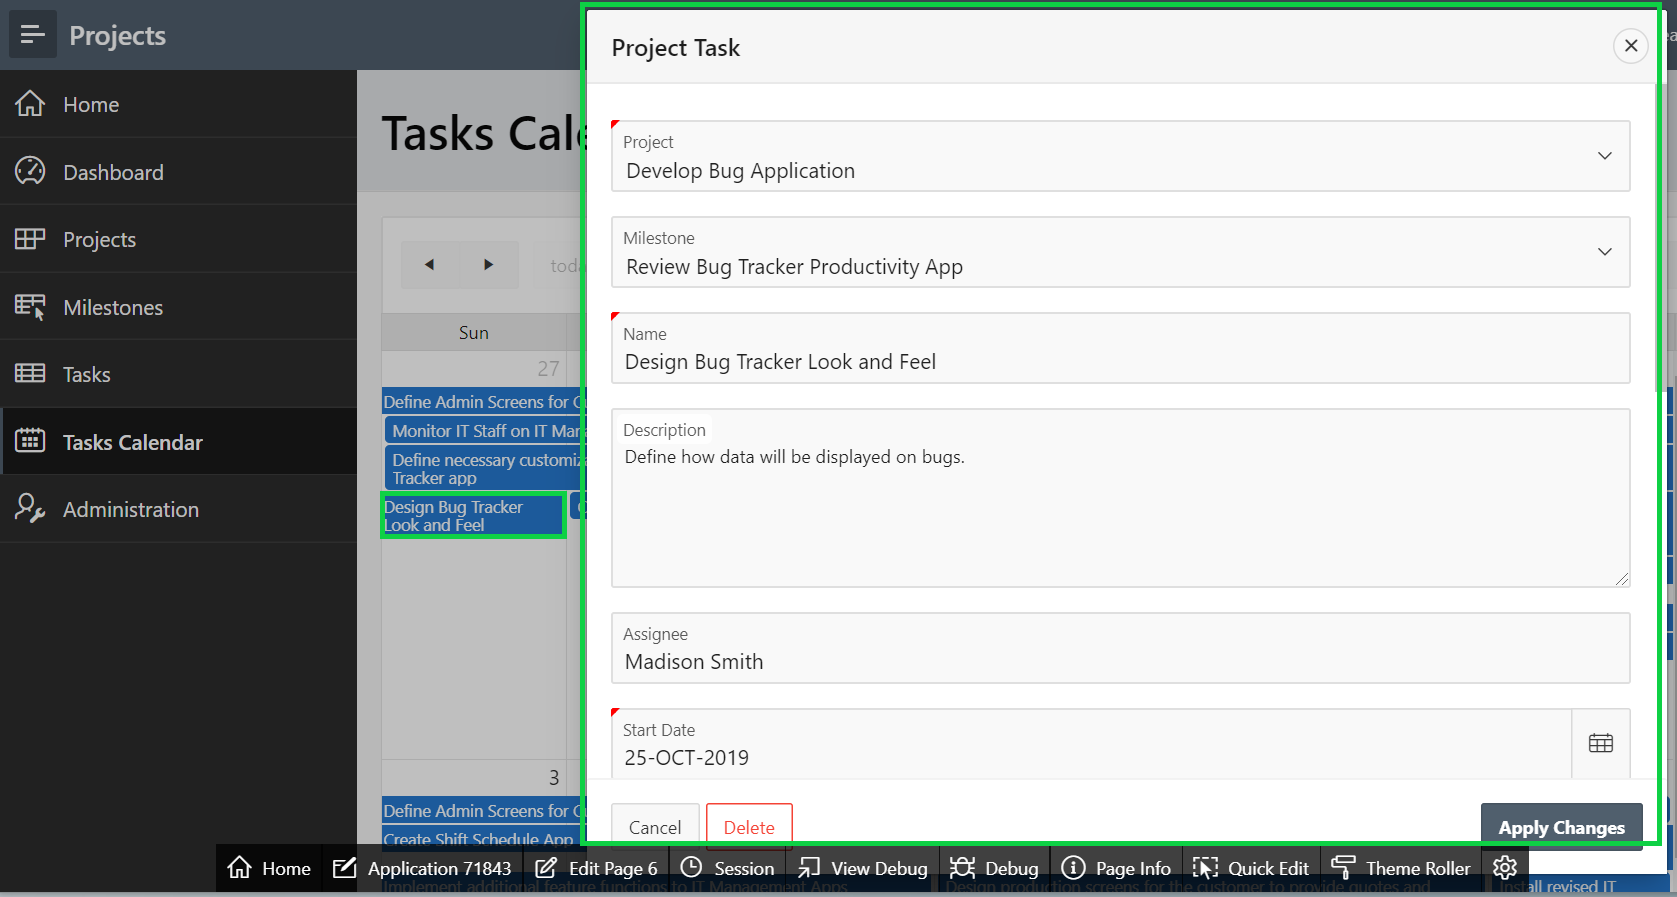 Projects
Home
Dashboard
Projects
Milestones
Tasks
Tasks Calendar
Administration
Tasks Cale
toda
Sun
27
Define Admin Screens for C
Monitor IT Staff on IT Mana
Define necessary customiz
Tracker app
Design Bug Tracker
Look and Feel
3
Define Admin Screens for C
Create Shift Schedule App
Implement additional feature functions to IT Management Apps
Design production screens for the customer to provide quotes and
Install revised IT
Project Task
Project
Develop Bug Application
Milestone
Review Bug Tracker Productivity App
Name
Design Bug Tracker Look and Feel
Description
Define how data will be displayed on bugs.
Assignee
Madison Smith
Start Date
25-OCT-2019
Cancel
Delete
Apply Changes
Home
Application 71843
Edit Page 6
Session
View Debug
Debug
Page Info
Quick Edit
Theme Roller